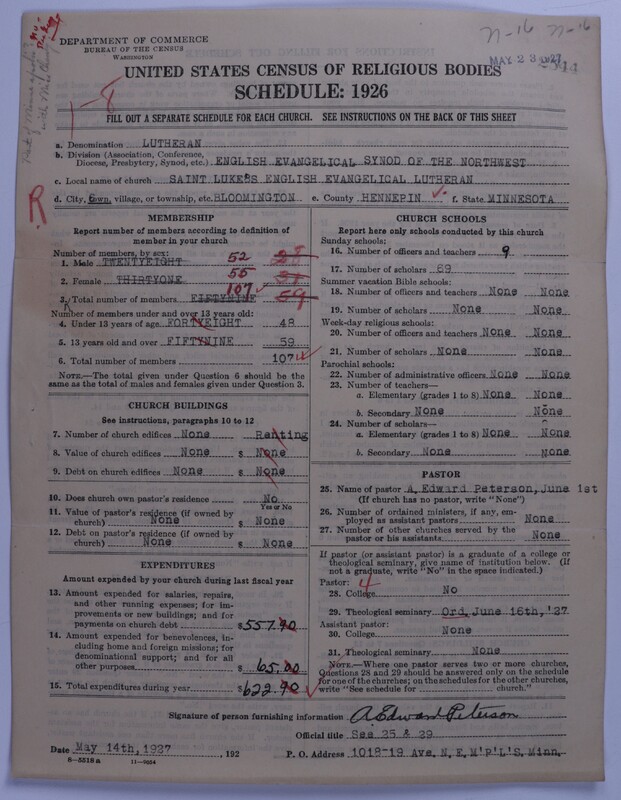 n-16 n-16
MAY 23 1927
DEPARTMENT OF COMMERCE
BUREAU OF THE CENSUS
WASHINGTON
UNITED STATES CENSUS OF RELIGIOUS BODIES
SCHEDULE: 1926
1-8
FILL OUT A SEPARATE SCHEDULE FOR EACH CHURCH. SEE INSTRUCTIONS ON THE BACK OF THIS SHEET
a. Denomination LUTHERAN
b. Division (Association, Conference, Diocese, Presbytery, Synod, etc.) ENGLISH EVANGELICAL SYNOD OF THE NORTHWEST
c. Local name of church SAINT LUKE'S ENGLISH EVANGELICAL LUTHERAN
R
d. City, town, village, or township, etc. BLOOMINGTON e. County HENNEPIN f. State MINNESOTA
MEMBERSHIP
Report number of members according to definition of
member in your church
Number of members, by sex:
1. Male TWENTYEIGHT 52 28
2. Female THIRTYONE 55 31
3. Total number of members FIFTYNINE 107 59
Number of members under and over 13 years old:
4. Under 13 years of age FORTYEIGHT 48
5. 13 years old and over FIFTYNINE 59
6. Total number of members 107
NOTE.—The total given under Question 6 should be the
same as the total of males and females given under Question 3.
CHURCH BUILDINGS
See instructions, paragraphs 10 to 12
7. Number of church edifices None Renting
8. Value of church edifices None $ None
9. Debt on church edifices None $ None
10. Does church own pastor's residence No
Yes or No
11. Value of pastor's residence (if owned by
church) None $ None
12. Debt on pastor's residence (if owned by
church) None $ None
EXPENDITURES
Amount expended by your church during last fiscal year
13. Amount expended for salaries, repairs,
and other running expenses; for im-
provements or new buildings; and for
payments on church debt $557.90
14. Amount expended for benevolences,
including home and foreign missions; for
denominational support; and for all
other purposes $ 65.00
15. Total expenditures during year $622.90
CHURCH SCHOOLS
Report here only schools conducted by this church
Sunday schools:
16. Number of officers and teachers 9
17. Number of scholars 69
Summer vacation Bible schools:
18. Number of officers and teachers None None
19. Number of scholars None None
Week-day religious schools:
20. Number of officers and teachers None None
21. Number of scholars None None
Parochial schools:
22. Number of administrative officers None None
23. Number of teachers—
a. Elementary (grades 1 to 8) None None
b. Secondary None None
24. Number of scholars—
a. Elementary (grades 1 to 8) None None
b. Secondary None None
PASTOR
25. Name of pastor A. Edward Peterson, June 1st
(If church has no pastor, write "None")
26. Number of ordained ministers, if any, em-
ployed as assistant pastors None
27. Number of other churches served by the
pastor or his assistants None
If pastor (or assistant pastor) is a graduate of a college or
theological seminary, give name of institution below. (If
not a graduate, write "No" in the space indicated.)
Pastor: 4
28. College No
29. Theological seminary Ord, June 16th, '27
Assistant pastor:
30. College None
31. Theological seminary None
NOTE.—Where one pastor serves two or more churches,
Questions 28 and 29 should be answered only on the schedule
for one of the churches; on the schedules for the other churches,
write "See schedule for church."
Signature of person furnishing information A. Edward Peterson
Official title See 25 & 29
Date May 14th, 1927, 192 P. O. Address 1018-19 Ave. N. E. M'P'L'S. Minn.
8-5518 a 11-9054